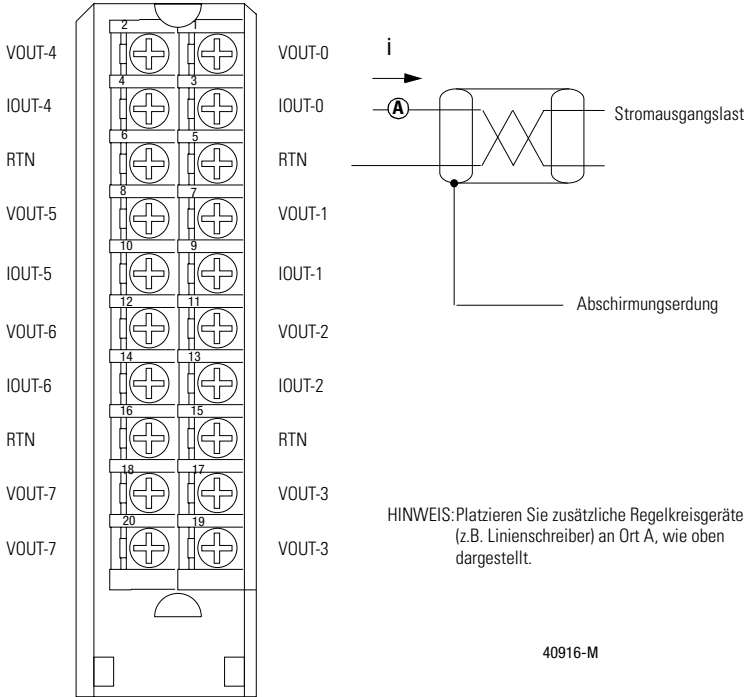 2 1
VOUT-4 VOUT-0
4 3
IOUT-4 IOUT-0
6 5
RTN RTN
8 7
VOUT-5 VOUT-1
10 9
IOUT-5 IOUT-1
12 11
VOUT-6 VOUT-2
14 13
IOUT-6 IOUT-2
16 15
RTN RTN
18 17
VOUT-7 VOUT-3
20 19
VOUT-7 VOUT-3
i
A
Stromausgangslast
Abschirmungserdung
HINWEIS:Platzieren Sie zusätzliche Regelkreisgeräte
(z.B. Linienschreiber) an Ort A, wie oben
dargestellt.
40916-M